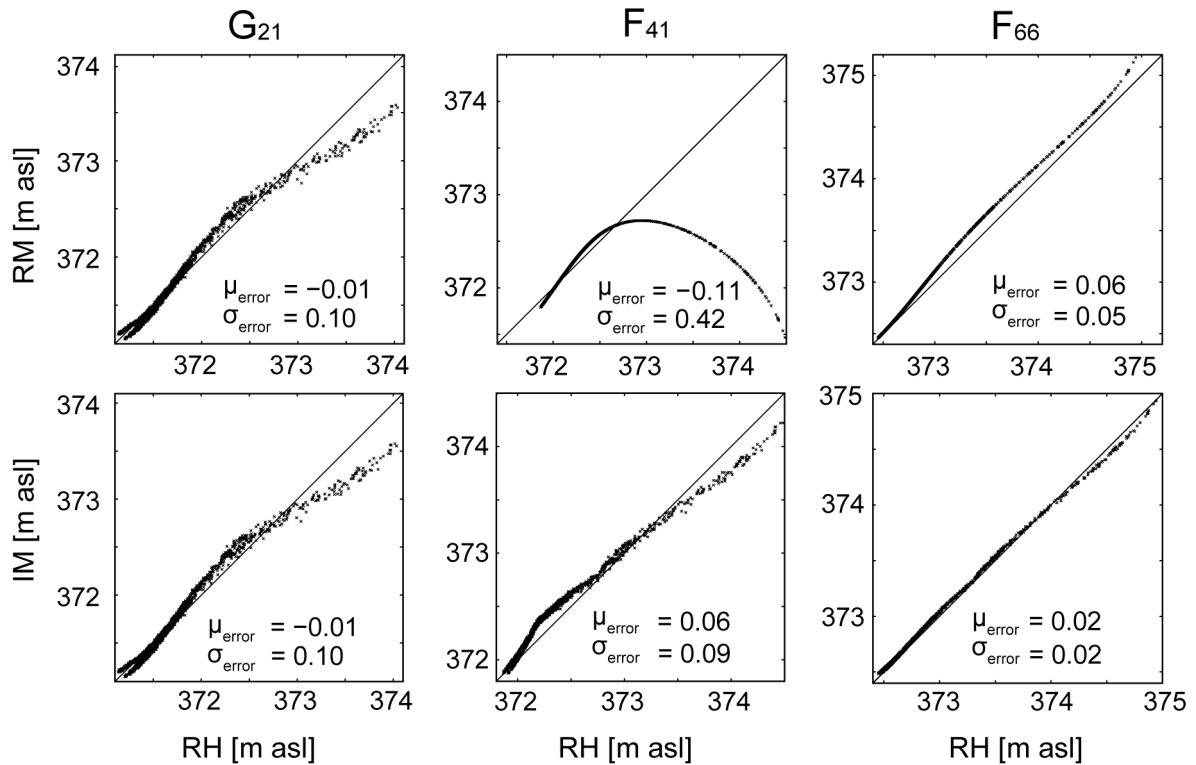 G21 F41 F66
RM [m asl]
374
373
372
372 373 374
μerror = −0.01
σerror = 0.10
374
373
372
372 373 374
μerror = −0.11
σerror = 0.42
375
374
373
373 374 375
μerror = 0.06
σerror = 0.05
IM [m asl]
374
373
372
372 373 374
μerror = −0.01
σerror = 0.10
374
373
372
372 373 374
μerror = 0.06
σerror = 0.09
375
374
373
373 374 375
μerror = 0.02
σerror = 0.02
RH [m asl] RH [m asl] RH [m asl]